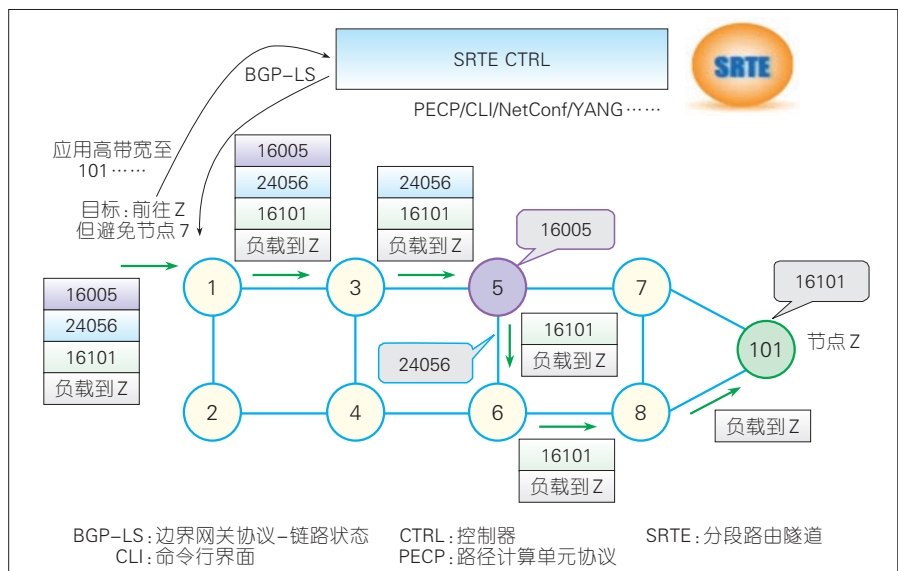 SRTE CTRL
SRTE
BGP-LS
PECP/CLI/NetConf/YANG……
应用高带宽至
101……
目标:前往Z
但避免节点7
16005
24056
16101
负载到Z
24056
16101
负载到Z
16005
16101
16005
24056
16101
负载到Z
1
3
5
7
101
节点Z
24056
16101
负载到Z
2
4
6
8
负载到Z
16101
负载到Z
BGP-LS:边界网关协议-链路状态 CTRL:控制器 SRTE:分段路由隧道
CLI:命令行界面 PECP:路径计算单元协议